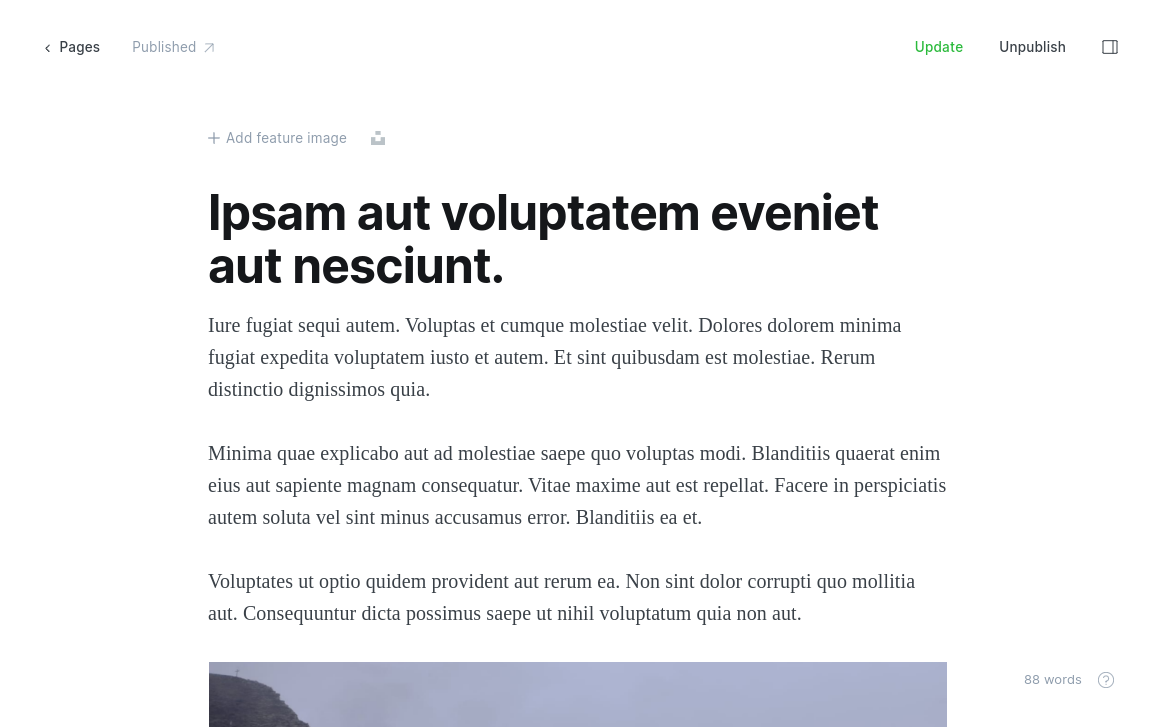 Pages
Published
Update
Unpublish
Add feature image
Ipsam aut voluptatem eveniet
aut nesciunt.
Iure fugiat sequi autem. Voluptas et cumque molestiae velit. Dolores dolorem minima
fugiat expedita voluptatem iusto et autem. Et sint quibusdam est molestiae. Rerum
distinctio dignissimos quia.
Minima quae explicabo aut ad molestiae saepe quo voluptas modi. Blanditiis quaerat enim
eius aut sapiente magnam consequatur. Vitae maxime aut est repellat. Facere in perspiciatis
autem soluta vel sint minus accusamus error. Blanditiis ea et.
Voluptates ut optio quidem provident aut rerum ea. Non sint dolor corrupti quo mollitia
aut. Consequuntur dicta possimus saepe ut nihil voluptatum quia non aut.
88 words